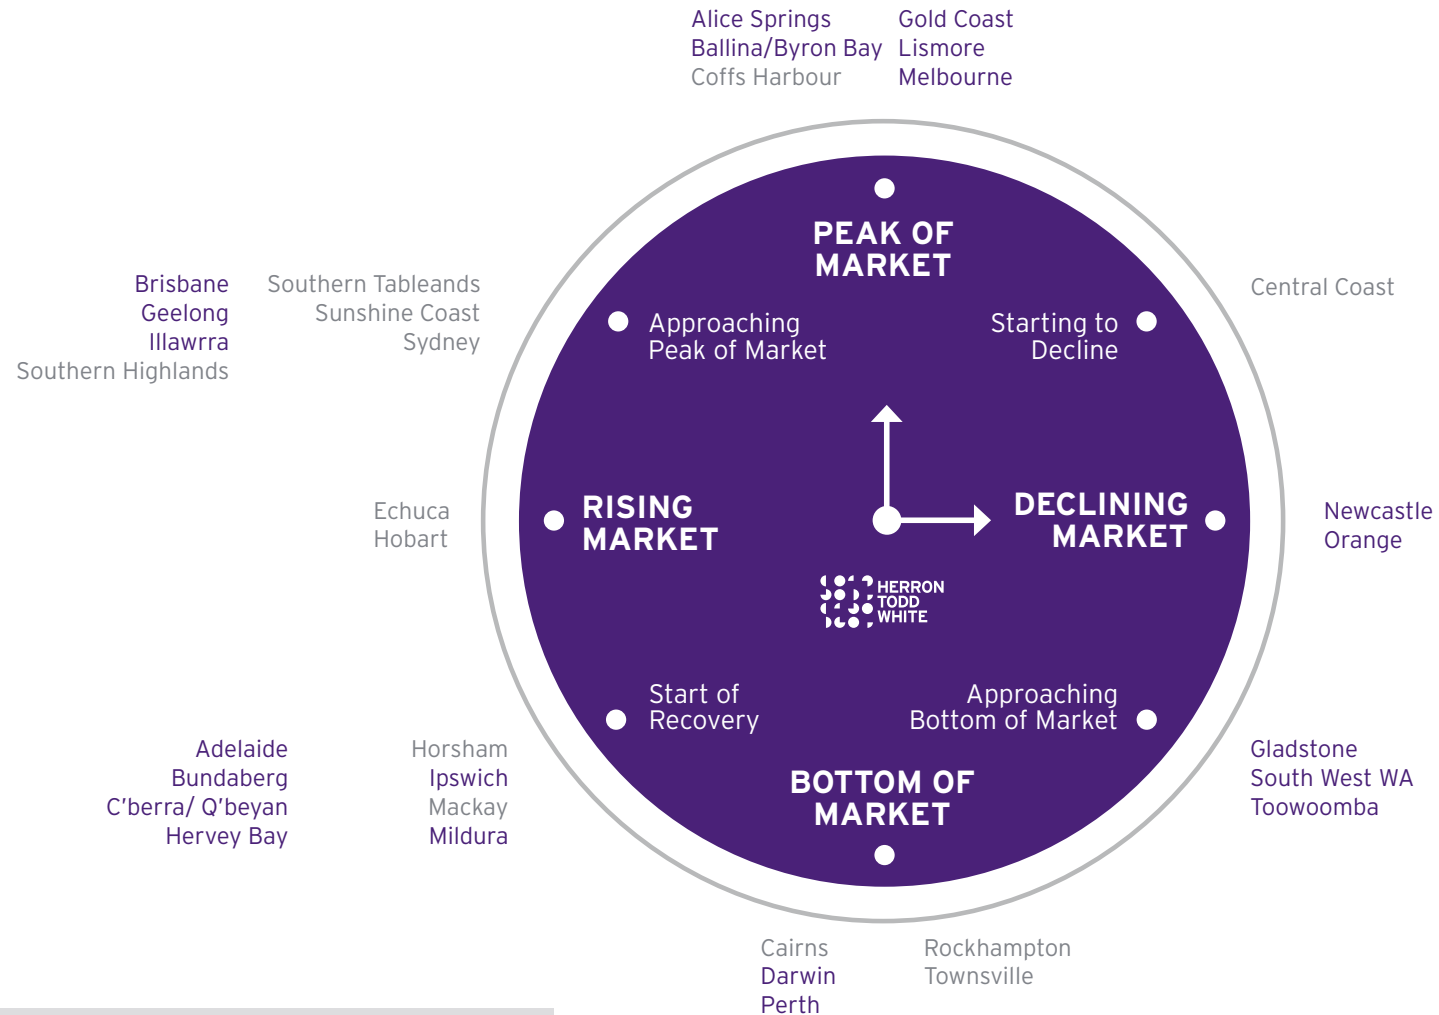 Alice Springs
Ballina/Byron Bay
Coffs Harbour
Gold Coast
Lismore
Melbourne
PEAK OF
MARKET
Brisbane
Geelong
Illawrra
Southern Highlands
Southern Tableands
Sunshine Coast
Sydney
Approaching
Peak of Market
Starting to
Decline
Central Coast
Echuca
Hobart
RISING
MARKET
DECLINING
MARKET
Newcastle
Orange
HERRON
TODD
WHITE
Adelaide
Bundaberg
C'berra/ Q'beyan
Hervey Bay
Horsham
Ipswich
Mackay
Mildura
Start of
Recovery
Approaching
Bottom of Market
Gladstone
South West WA
Toowoomba
BOTTOM OF
MARKET
Cairns
Darwin
Perth
Rockhampton
Townsville